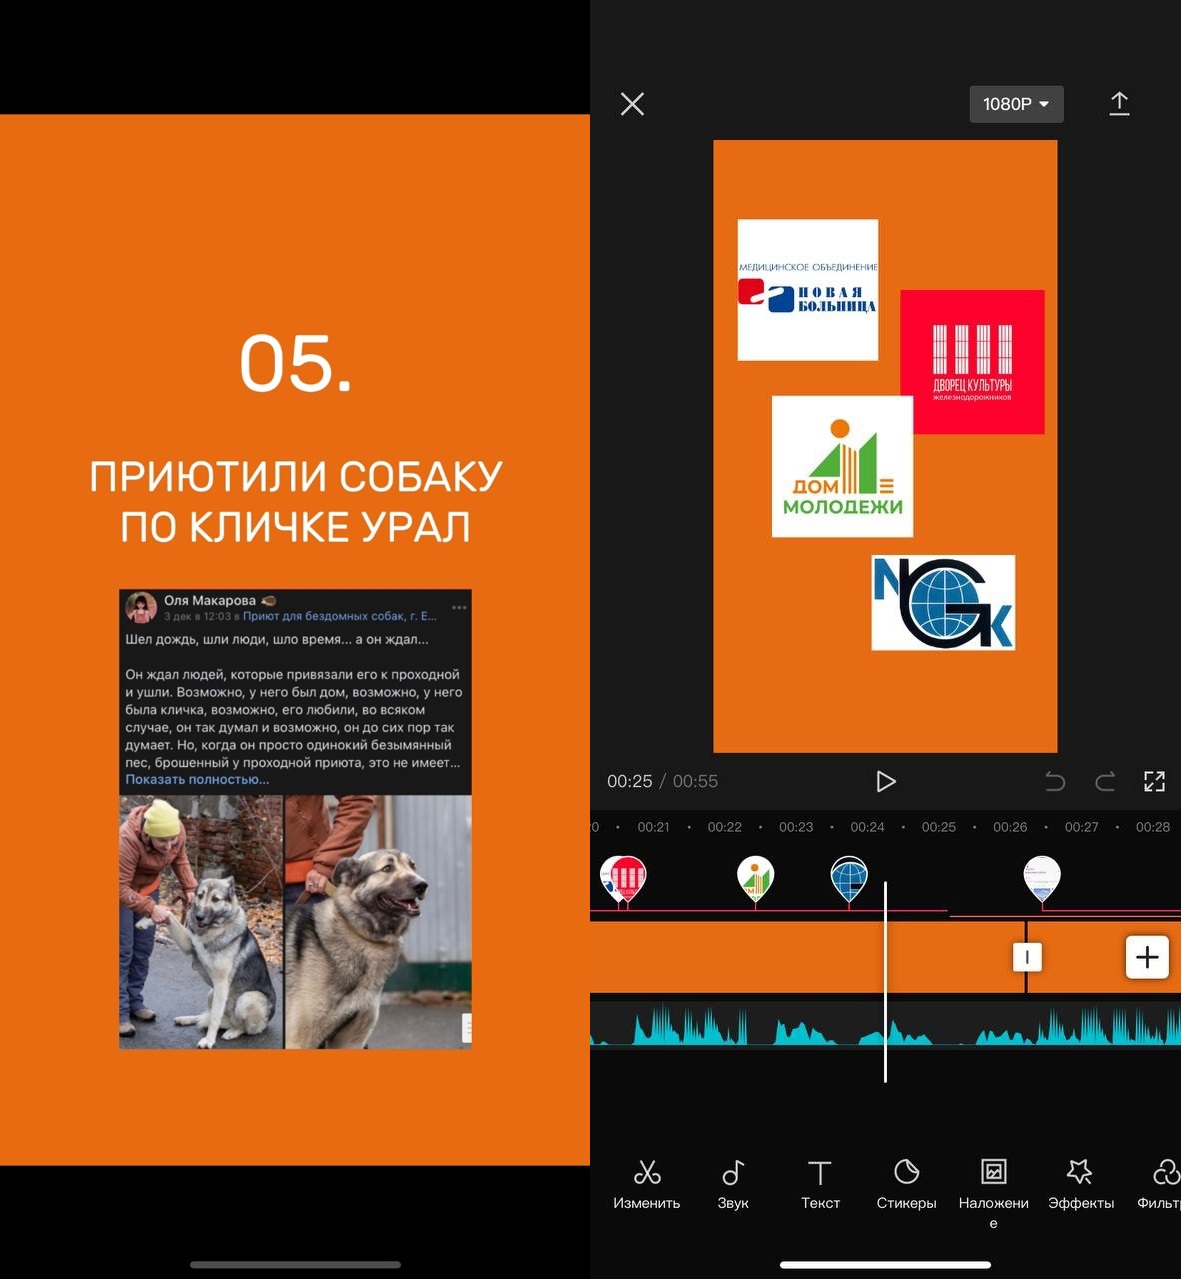 05.
ПРИЮТИЛИ СОБАКУ
ПО КЛИЧКЕ УРАЛ
Оля Макарова
3 дек в 12:03 в Приют для бездомных собак, г. Е...
Шел дождь, шли люди, шло время... а он ждал...
Он ждал людей, которые привязали его к проходной
и ушли. Возможно, у него был дом, возможно, у него
была кличка, возможно, его любили, во всяком
случае, он так думал и возможно, он до сих пор так
думает. Но, когда он просто одинокий безымянный
пес, брошенный у проходной приюта, это не имеет...
Показать полностью...
1080P
МЕДИЦИНСКОЕ ОБЪЕДИНЕНИЕ
НОВАЯ
БОЛЬНИЦА
ДВОРЕЦ КУЛЬТУРЫ
железнодорожников
ДОМ
МОЛОДЕЖИ
NGK
00:25 / 00:55
00:21 00:22 00:23 00:24 00:25 00:26 00:27 00:28
Изменить Звук Текст Стикеры Наложени
е Эффекты Фильт